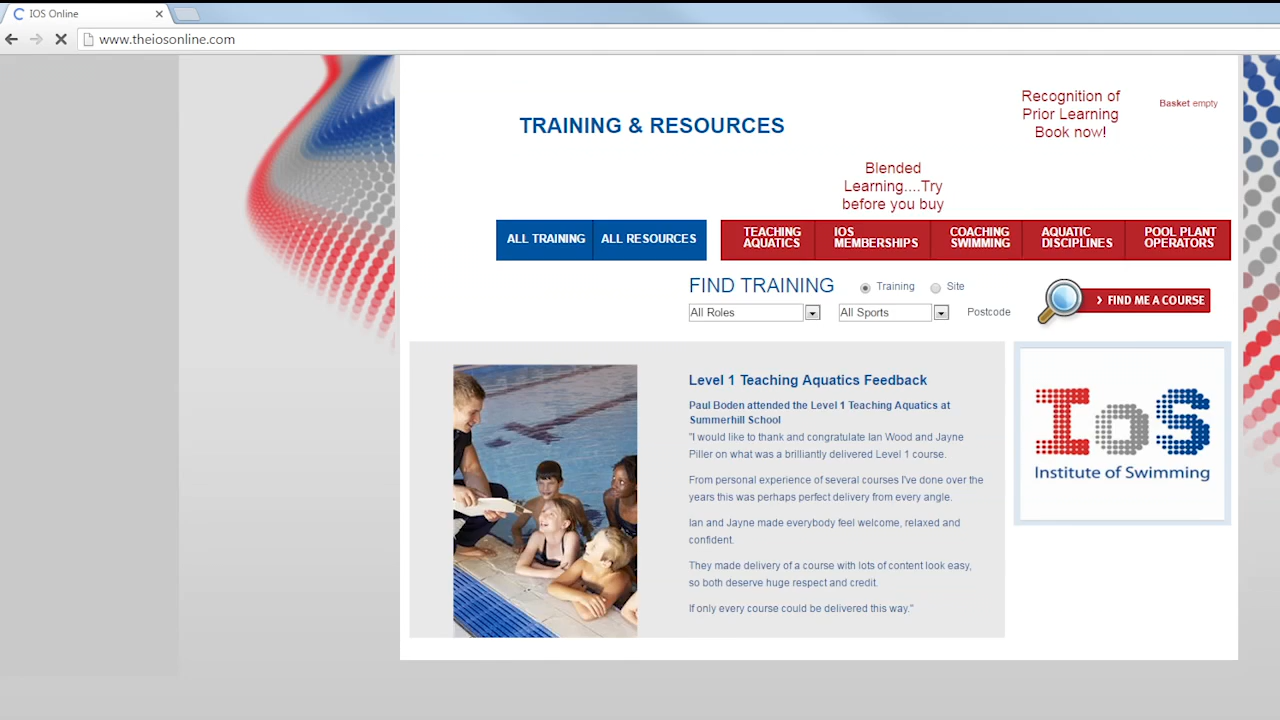 IOS Online
www.theiosonline.com
Recognition of
Prior Learning
Book now!
Basket empty
TRAINING & RESOURCES
Blended
Learning....Try
before you buy
ALL TRAINING
ALL RESOURCES
TEACHING
AQUATICS
IOS
MEMBERSHIPS
COACHING
SWIMMING
AQUATIC
DISCIPLINES
POOL PLANT
OPERATORS
FIND TRAINING
Training
Site
All Roles
All Sports
Postcode
› FIND ME A COURSE
Level 1 Teaching Aquatics Feedback
Paul Boden attended the Level 1 Teaching Aquatics at
Summerhill School
"I would like to thank and congratulate Ian Wood and Jayne
Piller on what was a brilliantly delivered Level 1 course.
From personal experience of several courses I've done over the
years this was perhaps perfect delivery from every angle.
Ian and Jayne made everybody feel welcome, relaxed and
confident.
They made delivery of a course with lots of content look easy,
so both deserve huge respect and credit.
If only every course could be delivered this way."
IoS
Institute of Swimming